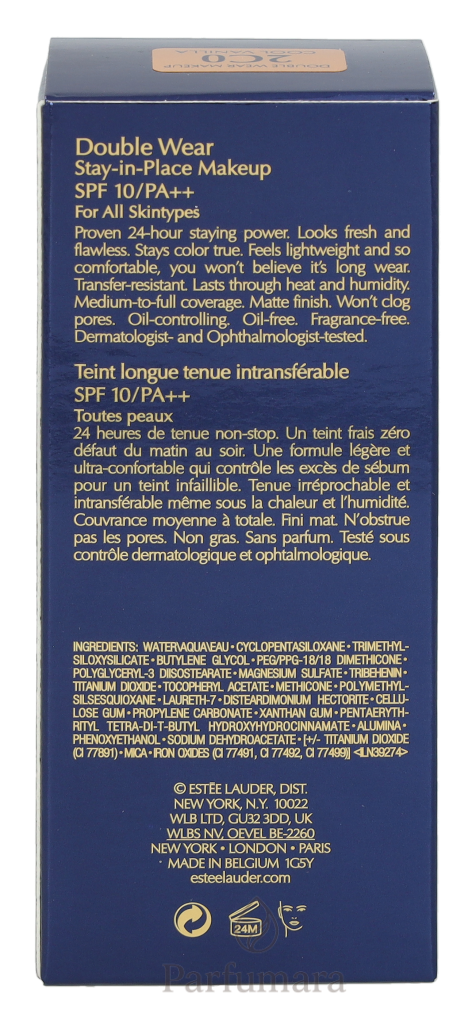 DOUBLE WEAR MAKEUP
2C0
COOL VANILLA
Double Wear
Stay-in-Place Makeup
SPF 10/PA++
For All Skintypes
Proven 24-hour staying power. Looks fresh and
flawless. Stays color true. Feels lightweight and so
comfortable, you won't believe it's long wear.
Transfer-resistant. Lasts through heat and humidity.
Medium-to-full coverage. Matte finish. Won't clog
pores. Oil-controlling. Oil-free. Fragrance-free.
Dermatologist- and Ophthalmologist-tested.
Teint longue tenue intransférable
SPF 10/PA++
Toutes peaux
24 heures de tenue non-stop. Un teint frais zéro
défaut du matin au soir. Une formule légère et
ultra-confortable qui contrôle les excès de sébum
pour un teint infaillible. Tenue irréprochable et
intransférable même sous la chaleur et l'humidité.
Couvrance moyenne à totale. Fini mat. N'obstrue
pas les pores. Non gras. Sans parfum. Testé sous
contrôle dermatologique et ophtalmologique.
INGREDIENTS: WATER\AQUA\EAU • CYCLOPENTASILOXANE • TRIMETHYL-
SILOXYSILICATE • BUTYLENE GLYCOL • PEG/PPG-18/18 DIMETHICONE •
POLYGLYCERYL-3 DIISOSTEARATE • MAGNESIUM SULFATE • TRIBEHENIN •
TITANIUM DIOXIDE • TOCOPHERYL ACETATE • METHICONE • POLYMETHYL-
SILSESQUIOXANE • LAURETH-7 • DISTEARDIMONIUM HECTORITE • CELLU-
LOSE GUM • PROPYLENE CARBONATE • XANTHAN GUM • PENTAERYTH-
RITYL TETRA-DI-T-BUTYL HYDROXYHYDROCINNAMATE • ALUMINA •
PHENOXYETHANOL • SODIUM DEHYDROACETATE • [+/- TITANIUM DIOXIDE
(CI 77891) • MICA • IRON OXIDES (CI 77491, CI 77492, CI 77499)] <ILN39274>
© ESTĒE LAUDER, DIST.
NEW YORK, N.Y. 10022
WLB LTD, GU32 3DD, UK
WLBS NV, OEVEL BE-2260
NEW YORK • LONDON • PARIS
MADE IN BELGIUM 1G5Y
esteelauder.com
24M
Parfumara